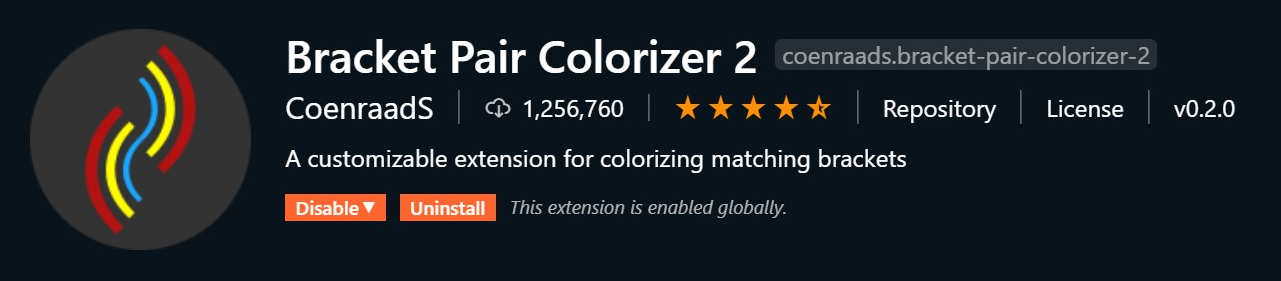 Bracket Pair Colorizer 2 coenraads.bracket-pair-colorizer-2
CoenraadS 1,256,760 Repository License v0.2.0
A customizable extension for colorizing matching brackets
Disable Uninstall This extension is enabled globally.